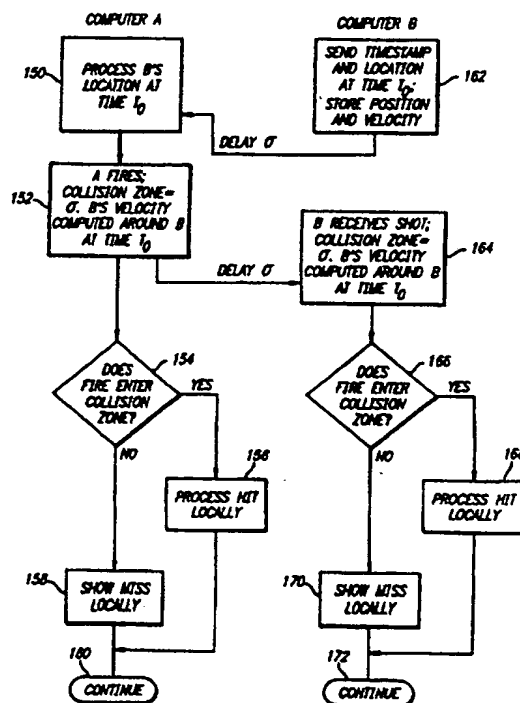 COMPUTER A
COMPUTER B
150
PROCESS B'S
LOCATION AT
TIME T0
SEND TIMESTAMP
AND LOCATION
AT TIME T0;
STORE POSITION
AND VELOCITY
162
DELAY σ
152
A FIRES;
COLLISION ZONE=
σ. B'S VELOCITY
COMPUTED AROUND B
AT TIME T0
B RECEIVES SHOT;
COLLISION ZONE=
σ. B'S VELOCITY
COMPUTED AROUND B
AT TIME T0
164
DELAY σ
154
DOES
FIRE ENTER
COLLISION
ZONE?
YES
NO
166
DOES
FIRE ENTER
COLLISION
ZONE?
YES
NO
156
PROCESS HIT
LOCALLY
168
PROCESS HIT
LOCALLY
158
SHOW MISS
LOCALLY
170
SHOW MISS
LOCALLY
160
CONTINUE
172
CONTINUE